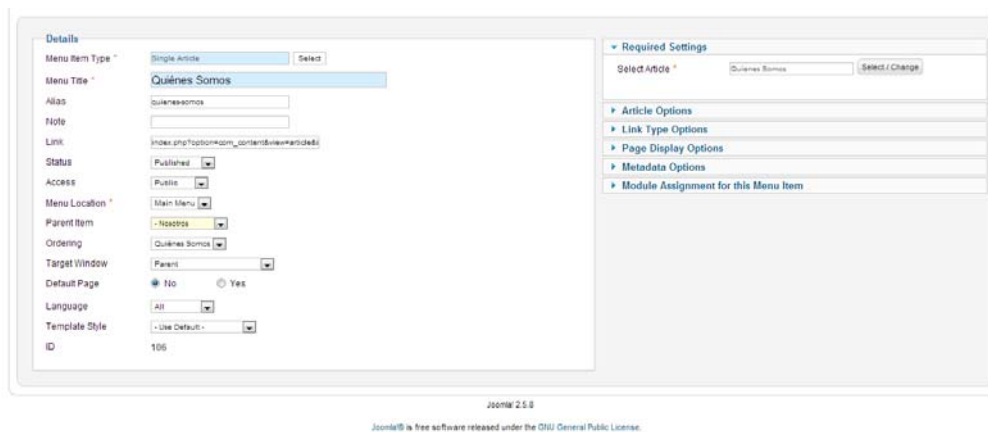 Details
Menu Item Type *
Single Article
Select
Menu Title *
Quiénes Somos
Alias
quienes-somos
Note
Link
index.php?option=com_content&view=article&i
Status
Published
Access
Public
Menu Location *
Main Menu
Parent Item
- Nosotros
Ordering
Quiénes Somos
Target Window
Parent
Default Page
No
Yes
Language
All
Template Style
- Use Default -
ID
106
Required Settings
Select Article *
Quienes Somos
Select / Change
Article Options
Link Type Options
Page Display Options
Metadata Options
Module Assignment for this Menu Item
Joomla! 2.5.8
Joomla!® is free software released under the GNU General Public License.